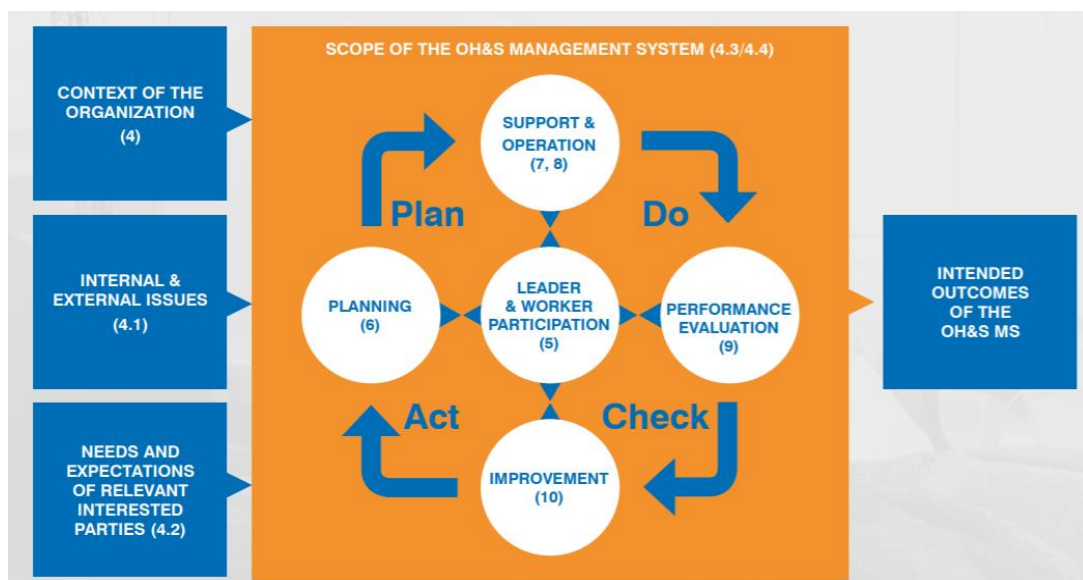 CONTEXT OF THE
ORGANIZATION
(4)
INTERNAL &
EXTERNAL ISSUES
(4.1)
NEEDS AND
EXPECTATIONS
OF RELEVANT
INTERESTED
PARTIES (4.2)
SCOPE OF THE OH&S MANAGEMENT SYSTEM (4.3/4.4)
SUPPORT &
OPERATION
(7, 8)
Plan
Do
PLANNING
(6)
LEADER
& WORKER
PARTICIPATION
(5)
PERFORMANCE
EVALUATION
(9)
Act
Check
IMPROVEMENT
(10)
INTENDED
OUTCOMES
OF THE
OH&S MS